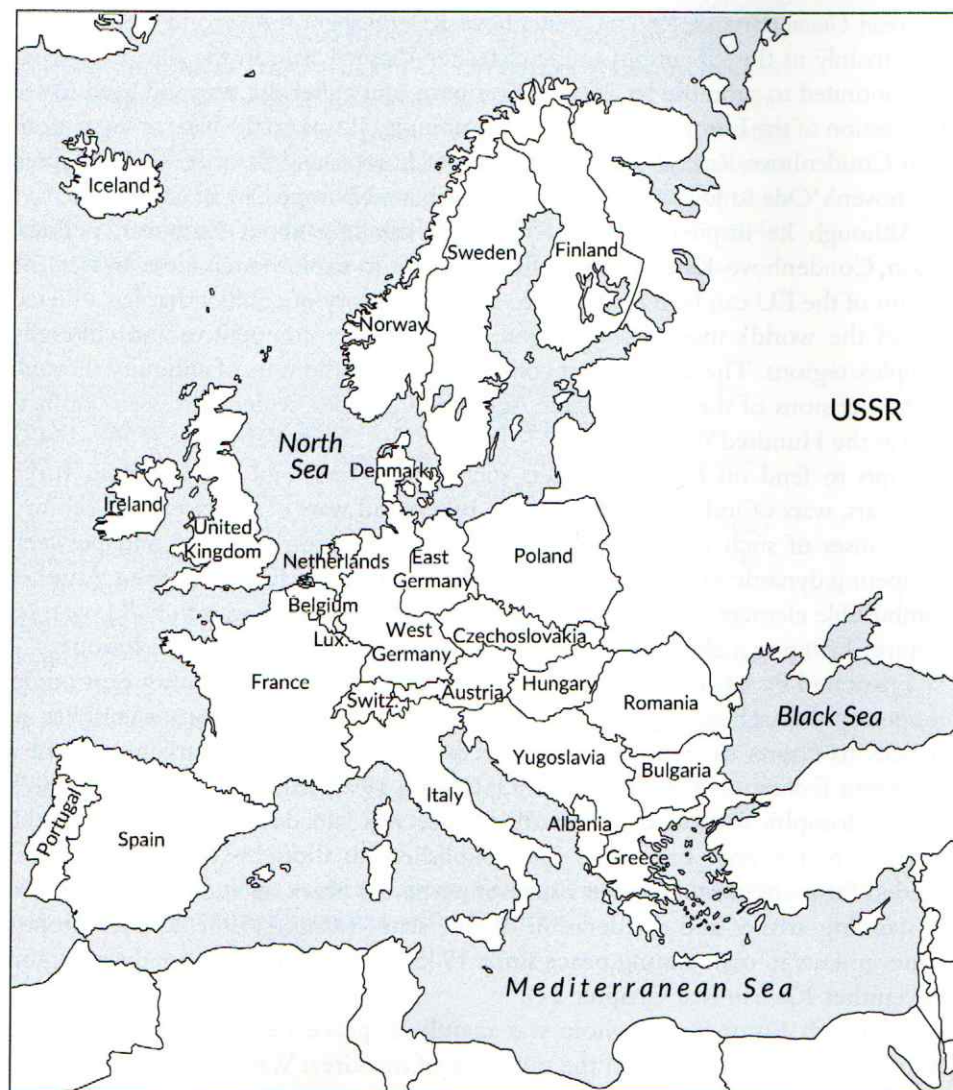 Iceland
Sweden
Finland
Norway
USSR
North
Sea
Denmark
Ireland
United
Kingdom
Netherlands
East
Germany
Poland
Belgium
Lux.
West
Germany
Czechoslovakia
France
Switz.
Austria
Hungary
Romania
Black Sea
Yugoslavia
Bulgaria
Italy
Portugal
Spain
Albania
Greece
Mediterranean Sea